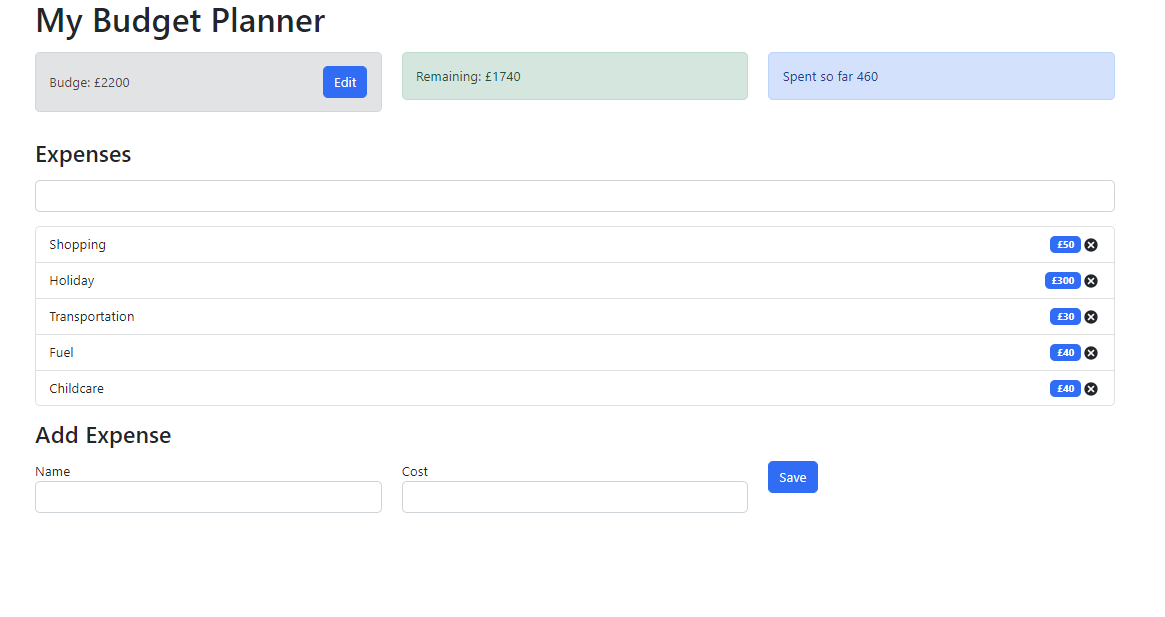 My Budget Planner
Budge: £2200
Edit
Remaining: £1740
Spent so far 460
Expenses
Shopping £50
Holiday £300
Transportation £30
Fuel £40
Childcare £40
Add Expense
Name Cost
Save